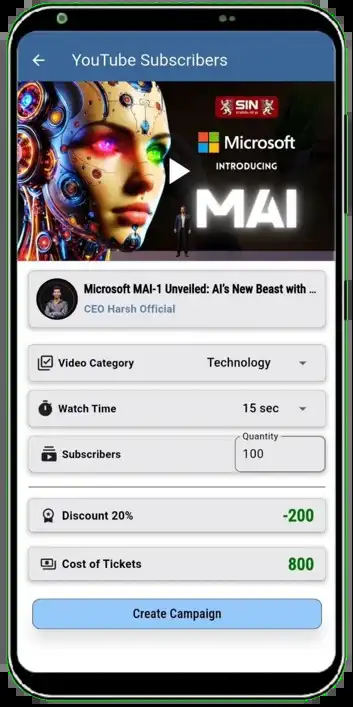 YouTube Subscribers
SIN
Microsoft
INTRODUCING
MAI
Microsoft MAI-1 Unveiled: AI's New Beast with ...
CEO Harsh Official
Video Category Technology
Watch Time 15 sec
Quantity
Subscribers 100
Discount 20% -200
Cost of Tickets 800
Create Campaign